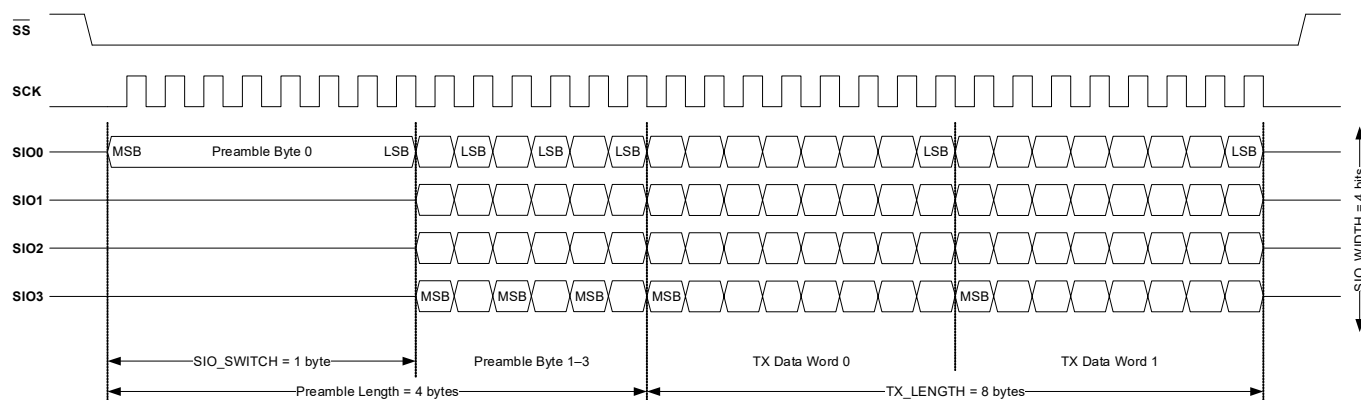 SS
SCK
SIO0 MSB Preamble Byte 0 LSB LSB LSB LSB LSB LSB
SIO1
SIO2
SIO3 MSB MSB MSB MSB MSB
SIO_WIDTH = 4 bits
SIO_SWITCH = 1 byte Preamble Byte 1–3 TX Data Word 0 TX Data Word 1
Preamble Length = 4 bytes TX_LENGTH = 8 bytes